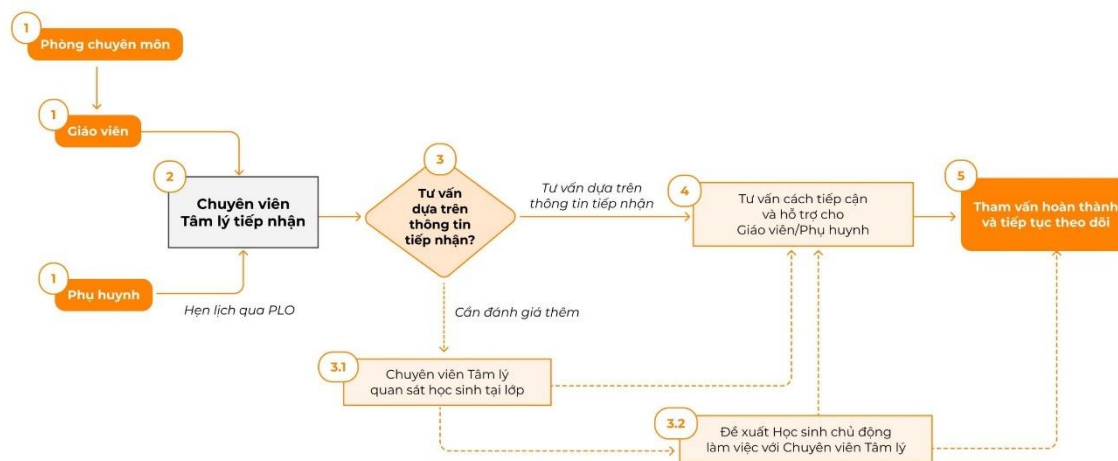 1
Phòng chuyên môn
1
Giáo viên
2
Chuyên viên
Tâm lý tiếp nhận
1
Phụ huynh
Hẹn lịch qua PLO
3
Tư vấn
dựa trên
thông tin
tiếp nhận?
Tư vấn dựa trên
thông tin tiếp nhận
Cần đánh giá thêm
4
Tư vấn cách tiếp cận
và hỗ trợ cho
Giáo viên/Phụ huynh
5
Tham vấn hoàn thành
và tiếp tục theo dõi
3.1
Chuyên viên Tâm lý
quan sát học sinh tại lớp
3.2
Đề xuất Học sinh chủ động
làm việc với Chuyên viên Tâm lý